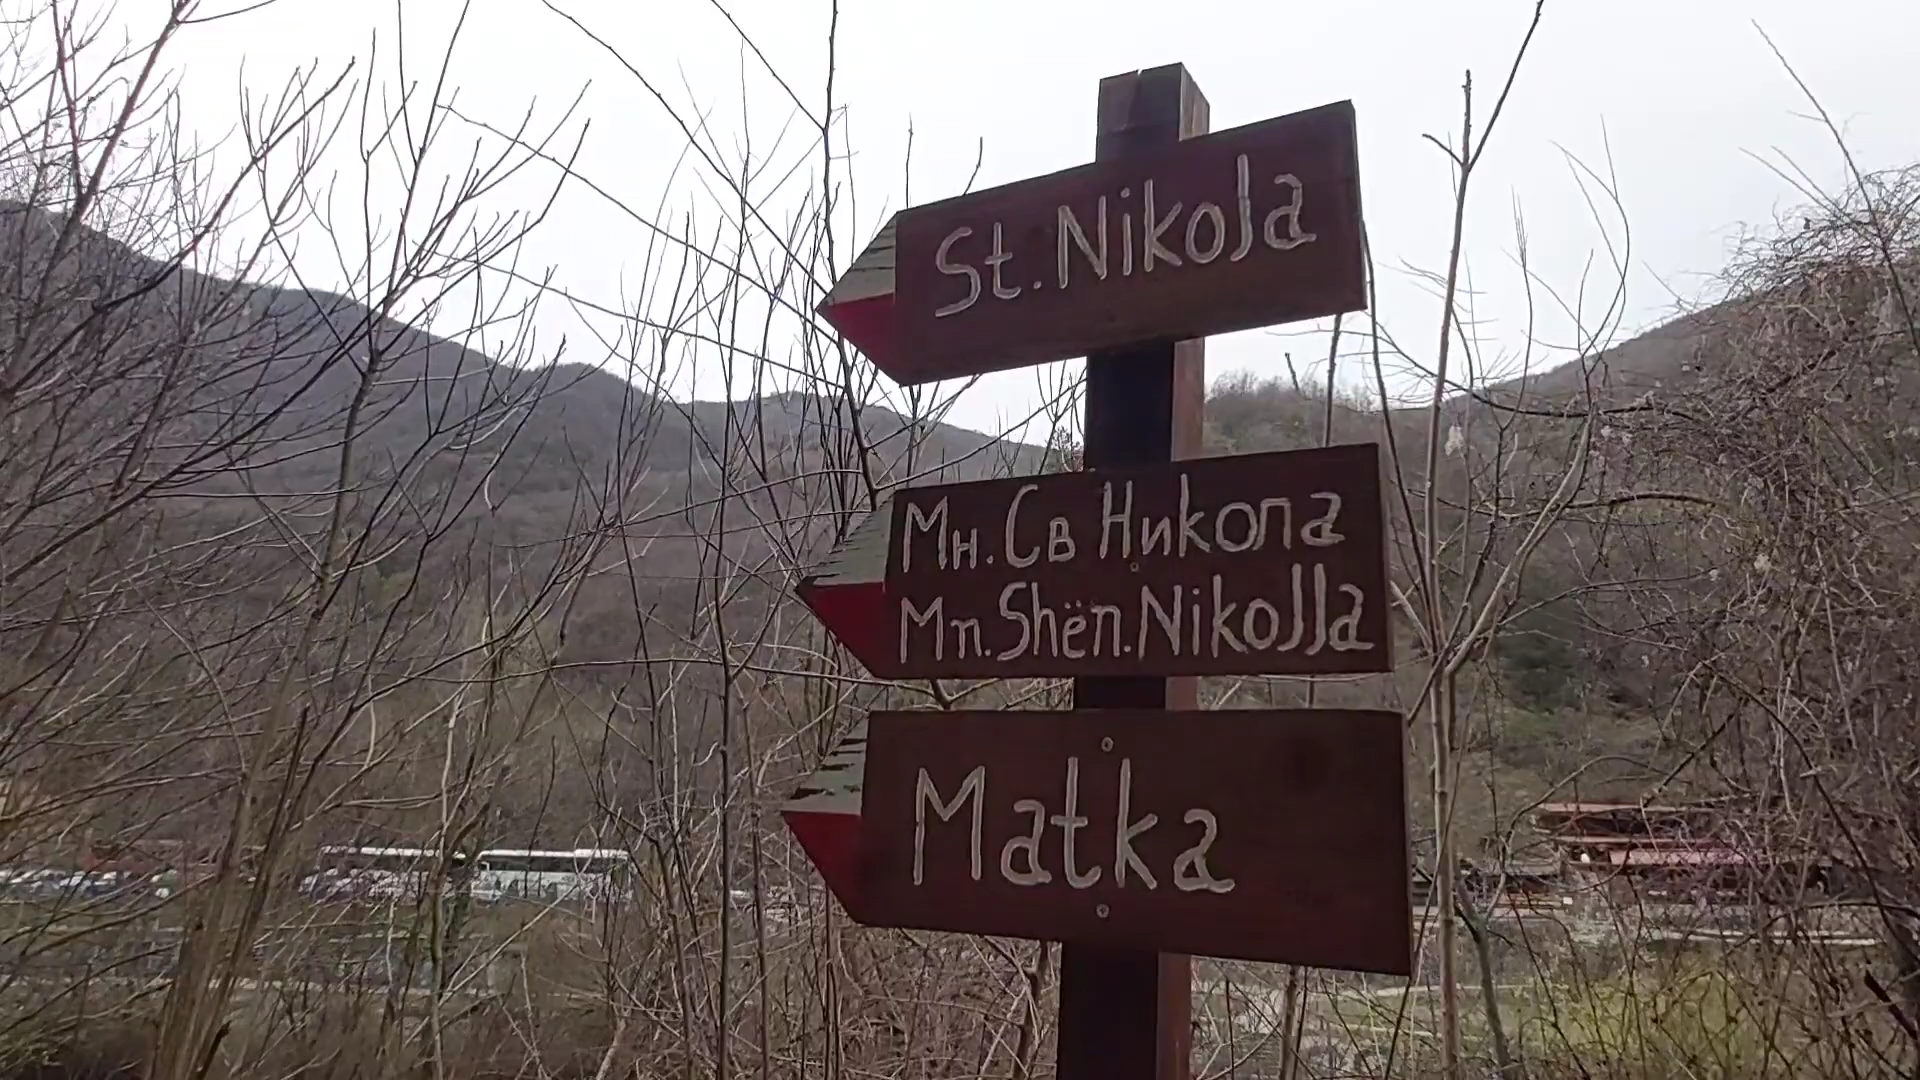 St. Nikola
Мн. Св Никола
Mn. Shën. Nikolla
Matka